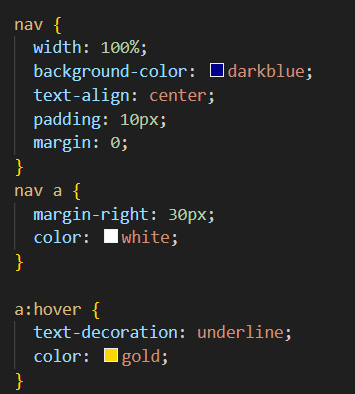 nav {
  width: 100%;
  background-color: darkblue;
  text-align: center;
  padding: 10px;
  margin: 0;
}
nav a {
  margin-right: 30px;
  color: white;
}

a:hover {
  text-decoration: underline;
  color: gold;
}